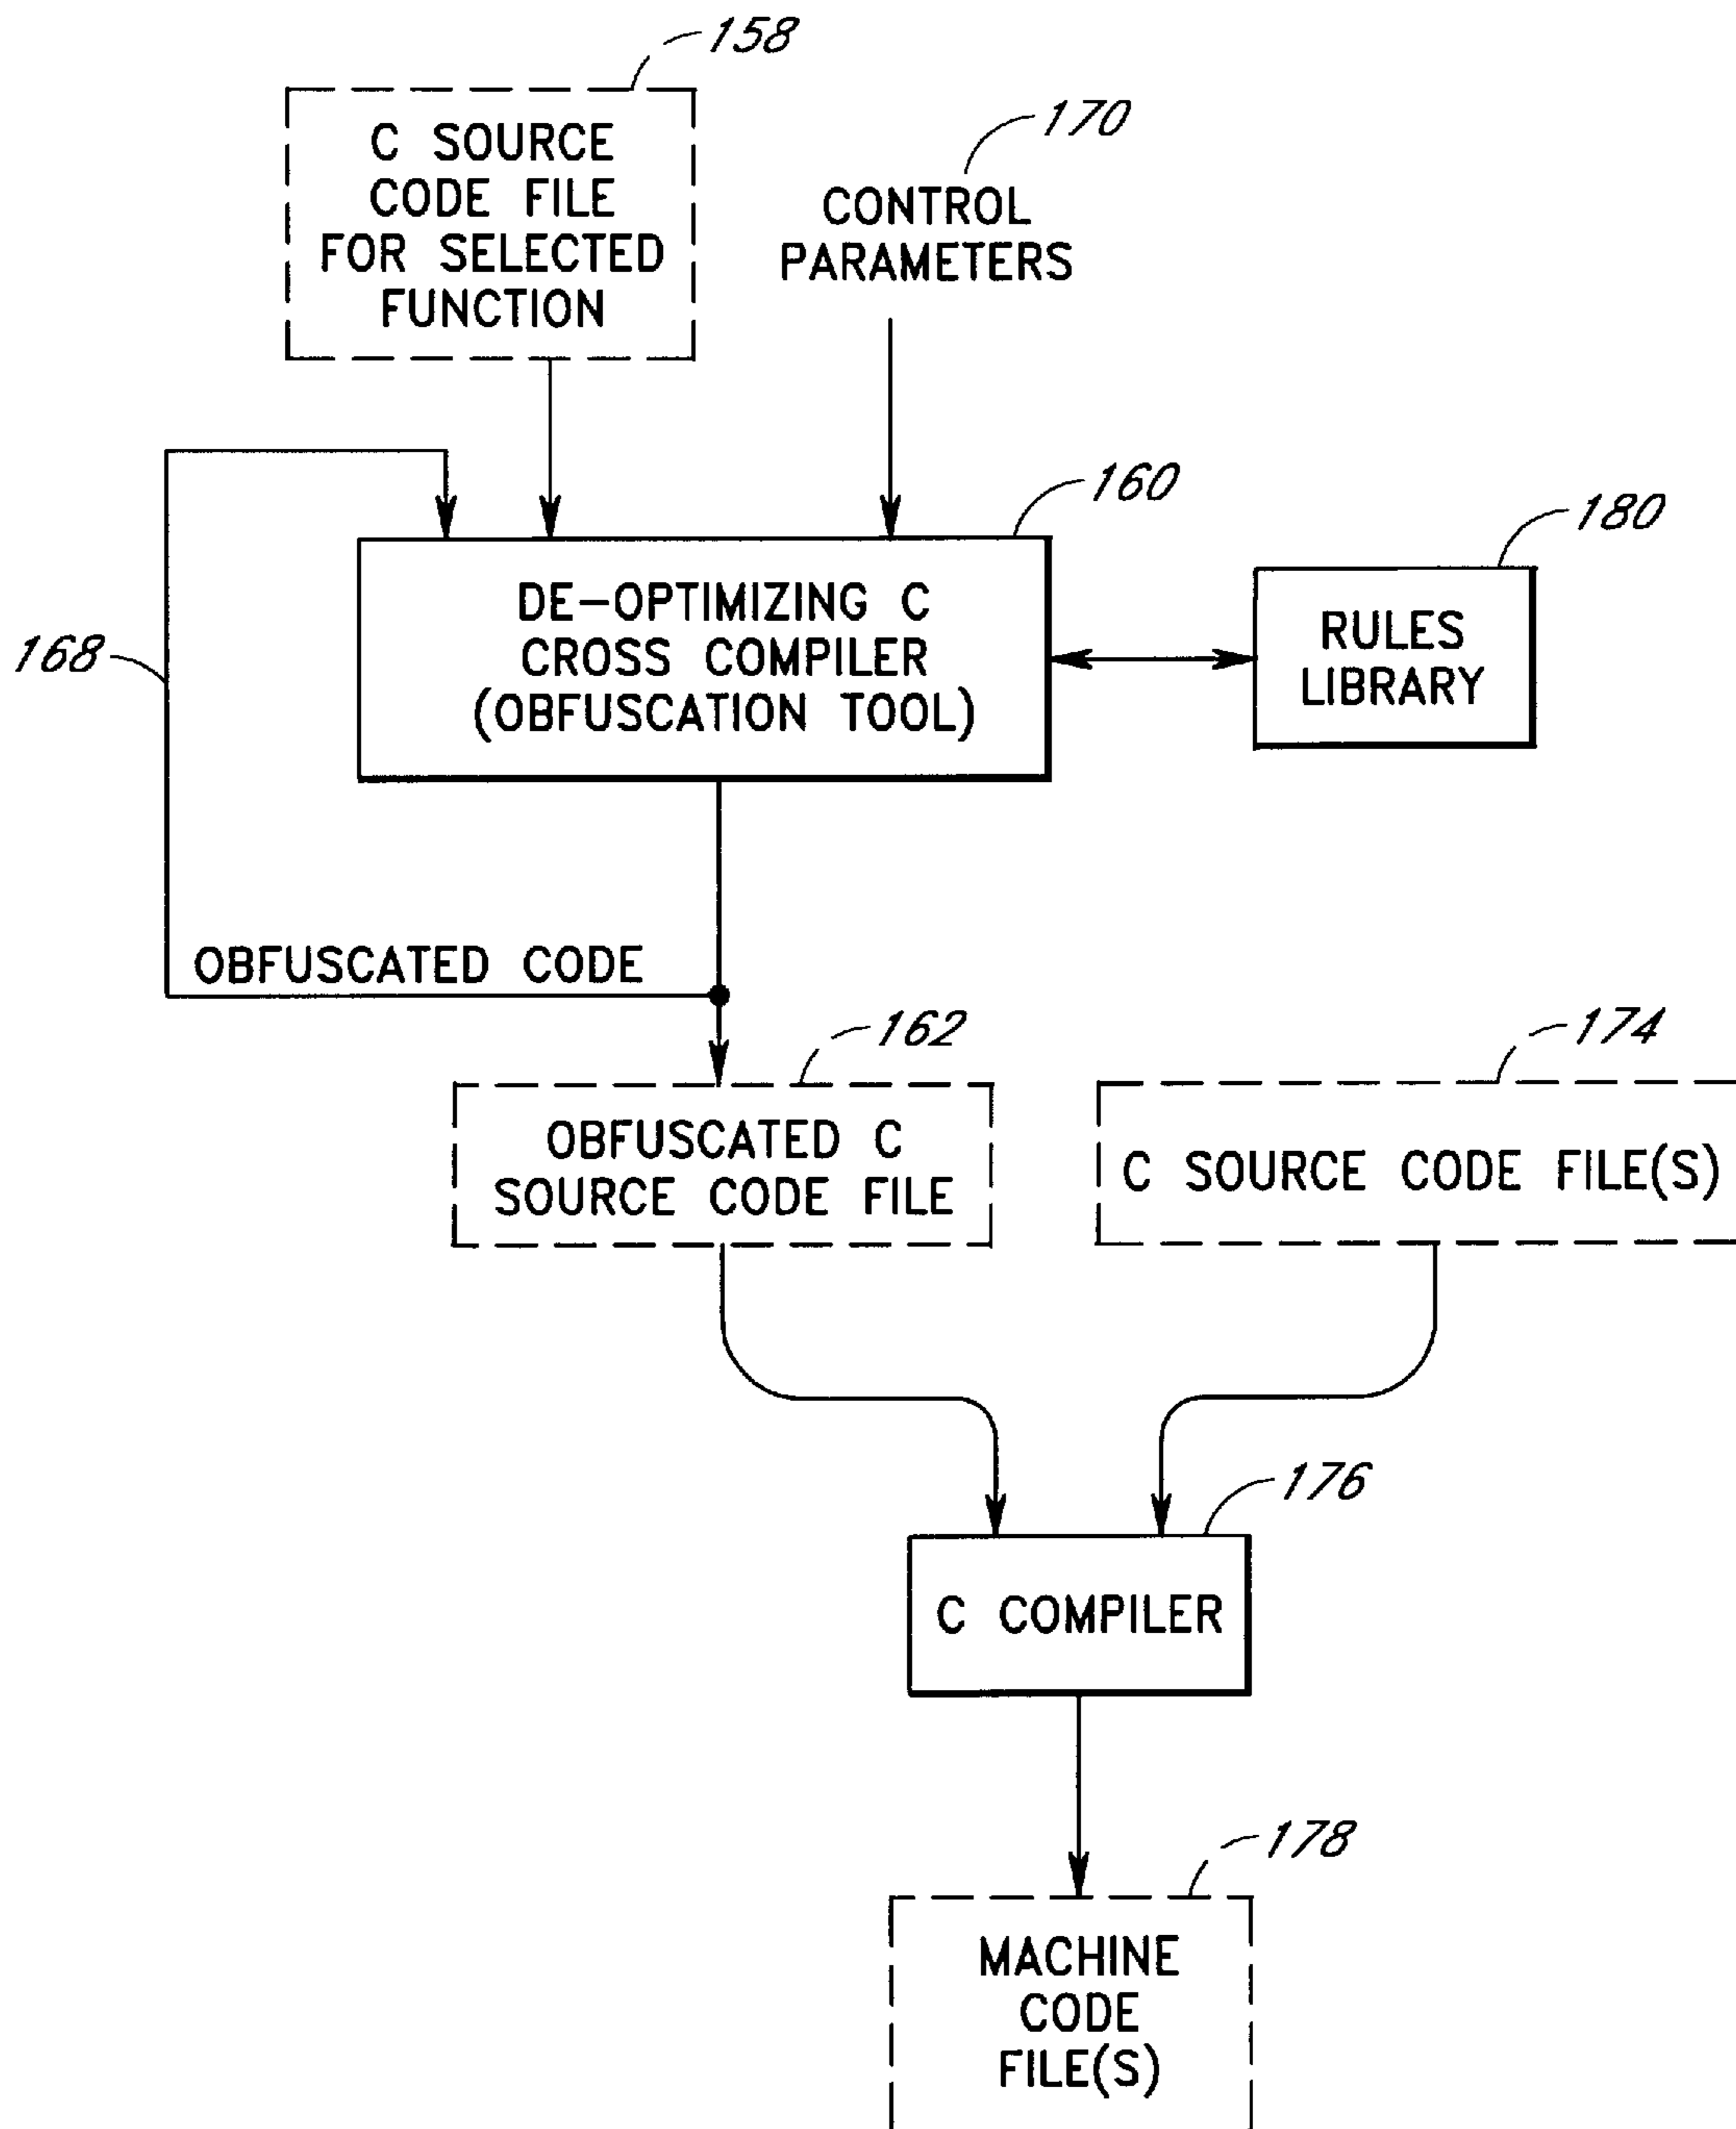 158
C SOURCE
CODE FILE
FOR SELECTED
FUNCTION
170
CONTROL
PARAMETERS
160
180
DE-OPTIMIZING C
CROSS COMPILER
(OBFUSCATION TOOL)
RULES
LIBRARY
168
OBFUSCATED CODE
162
174
OBFUSCATED C
SOURCE CODE FILE
C SOURCE CODE FILE(S)
176
C COMPILER
178
MACHINE
CODE
FILE(S)